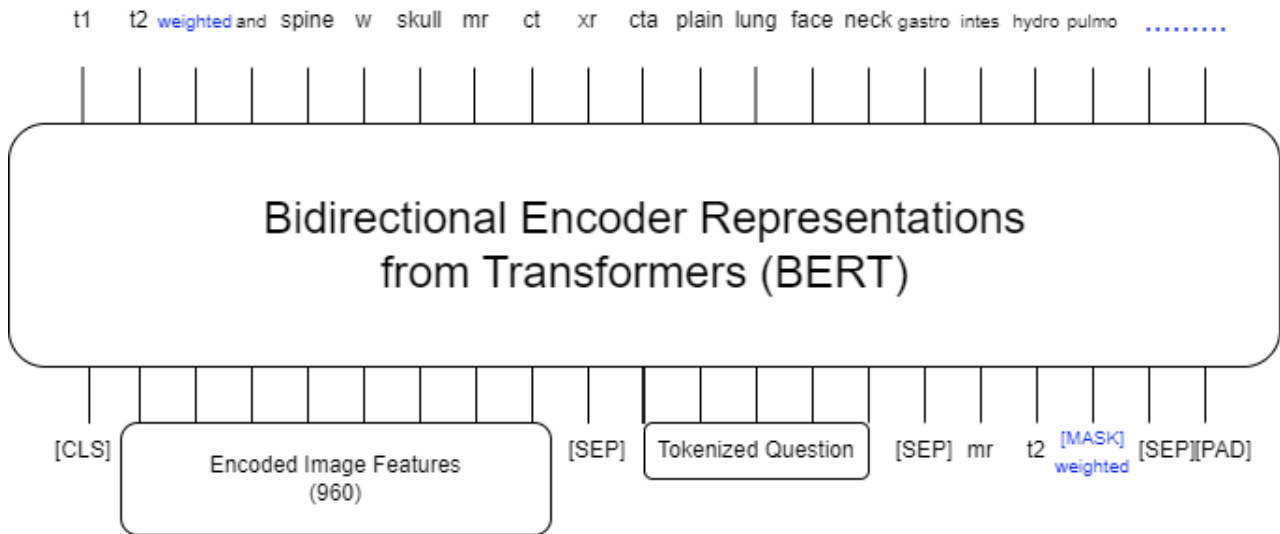 t1 t2 weighted and spine w skull mr ct xr cta plain lung face neck gastro intes hydro pulmo .........
Bidirectional Encoder Representations
from Transformers (BERT)
[CLS] Encoded Image Features [SEP] Tokenized Question [SEP] mr t2 [MASK] [SEP][PAD]
(960) weighted